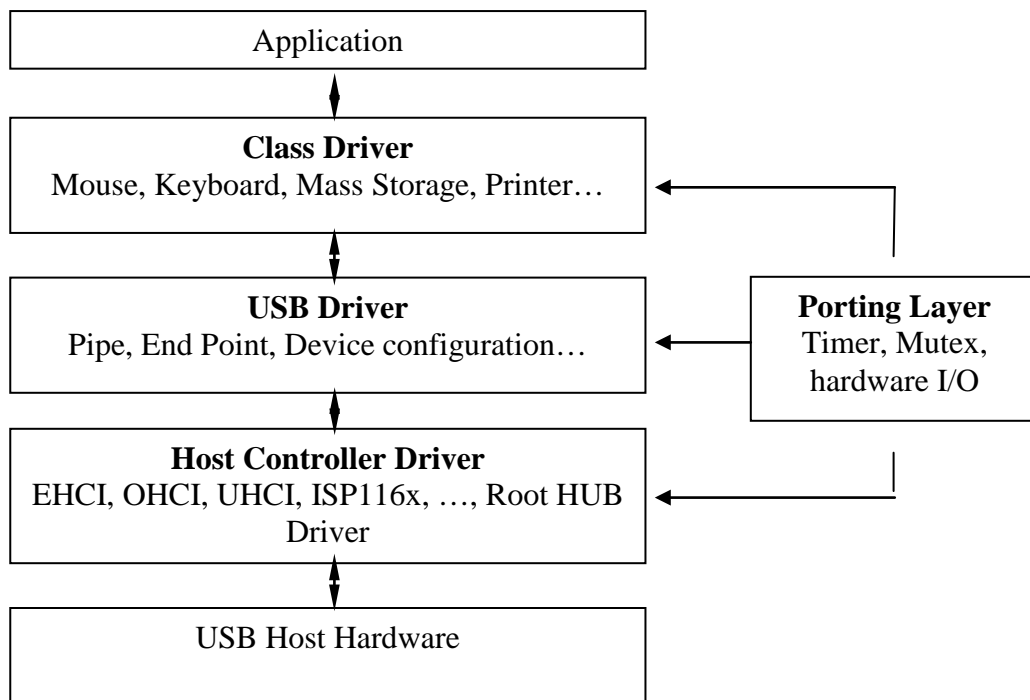 Application
Class Driver
Mouse, Keyboard, Mass Storage, Printer…
USB Driver
Pipe, End Point, Device configuration…
Porting Layer
Timer, Mutex,
hardware I/O
Host Controller Driver
EHCI, OHCI, UHCI, ISP116x, …, Root HUB
Driver
USB Host Hardware